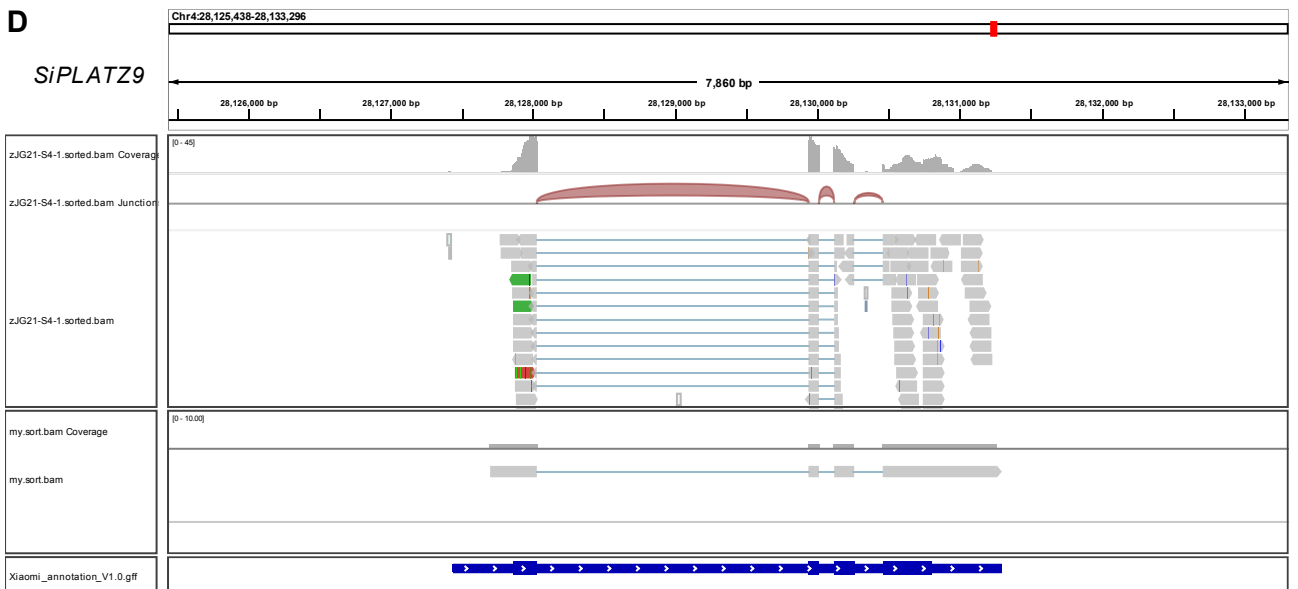 D
Chr4:28,125,438-28,133,296
SiPLATZ9
7,860 bp
28,126,000 bp 28,127,000 bp 28,128,000 bp 28,129,000 bp 28,130,000 bp 28,131,000 bp 28,132,000 bp 28,133,000 bp
[0 - 45]
zJG21-S4-1.sorted.bam Coverage
zJG21-S4-1.sorted.bam Junction
zJG21-S4-1.sorted.bam
[0 - 10.00]
my.sort.bam Coverage
my.sort.bam
Xiaomi_annotation_V1.0.gff